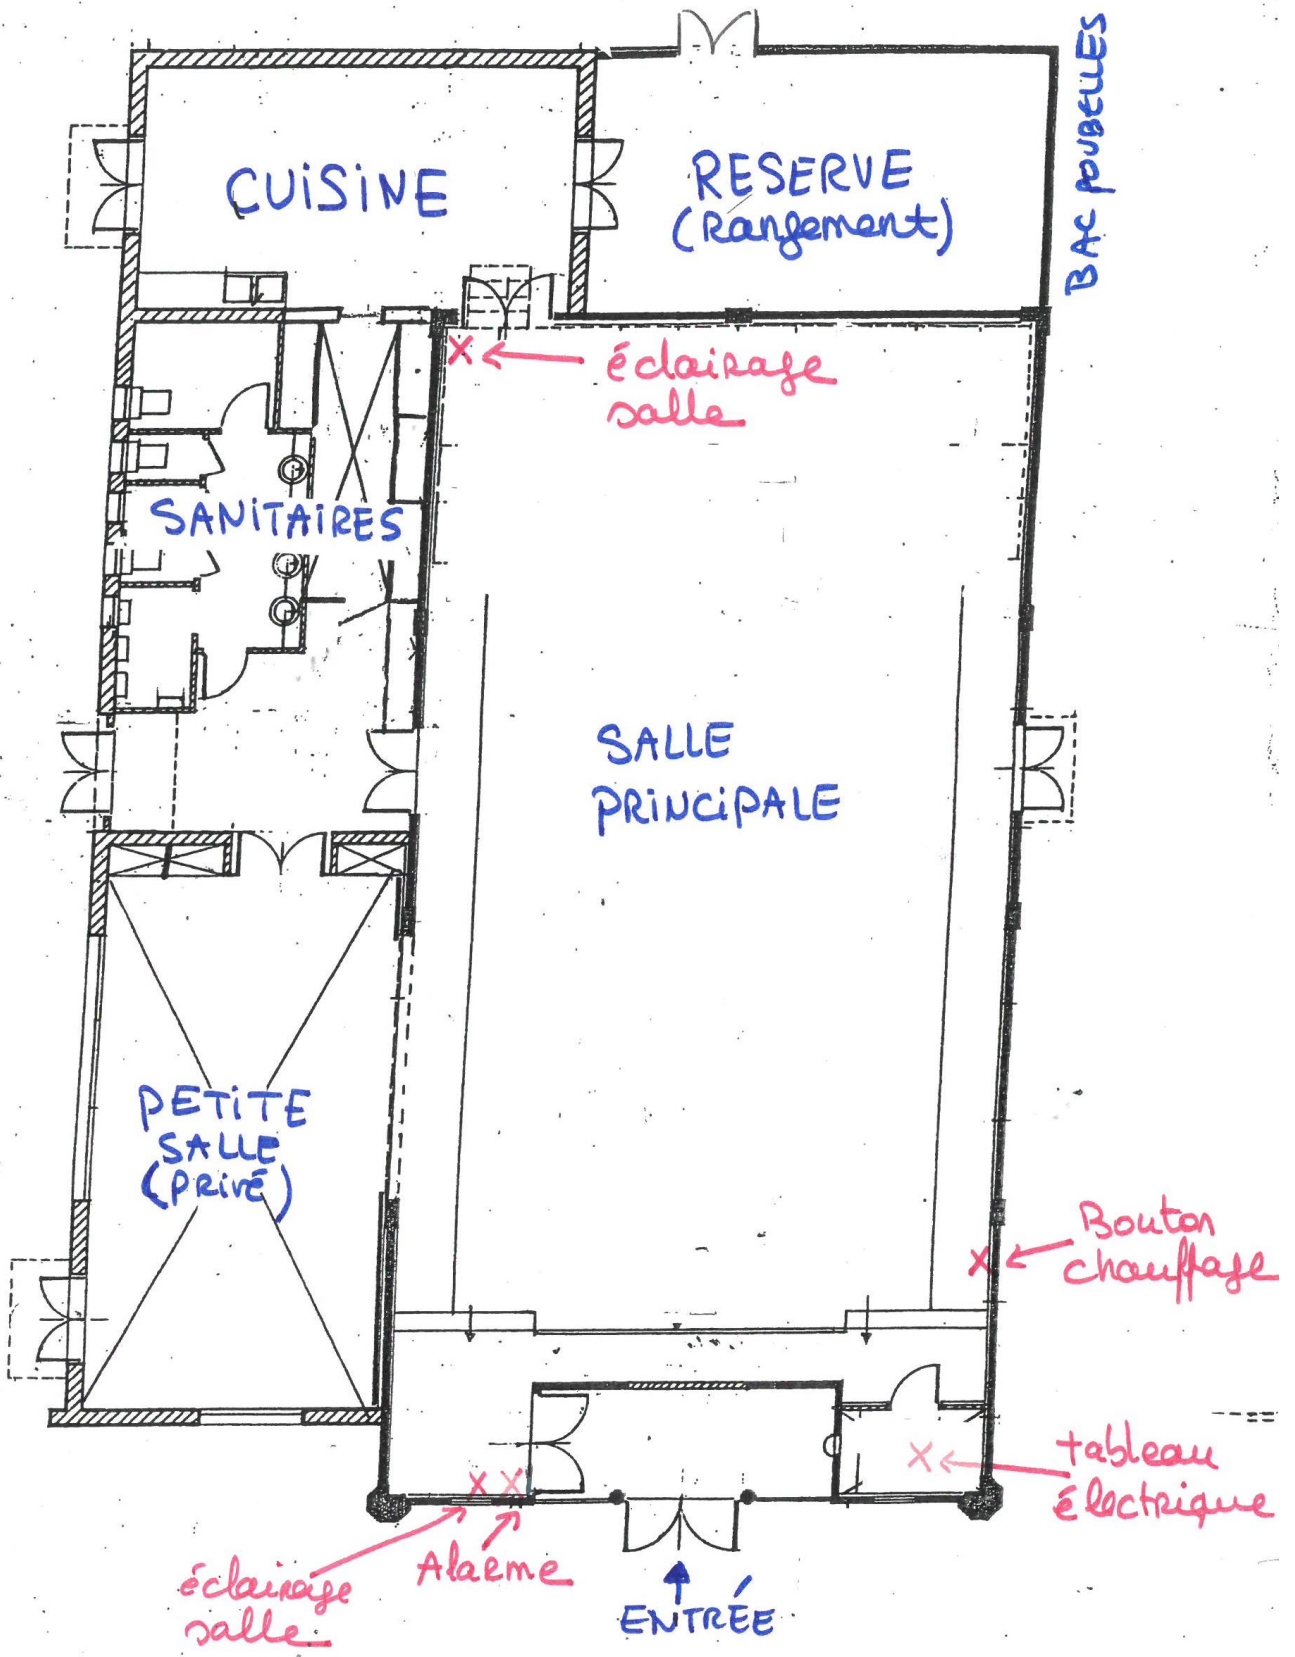 BAC POUBELLES
CUISINE
RESERVE
(Rangement)
éclairage
salle
SANITAIRES
SALLE
PRINCIPALE
PETITE
SALLE
(PRIVÉ)
Bouton
chauffage
tableau
électrique
éclairage
salle
Alarme
ENTRÉE